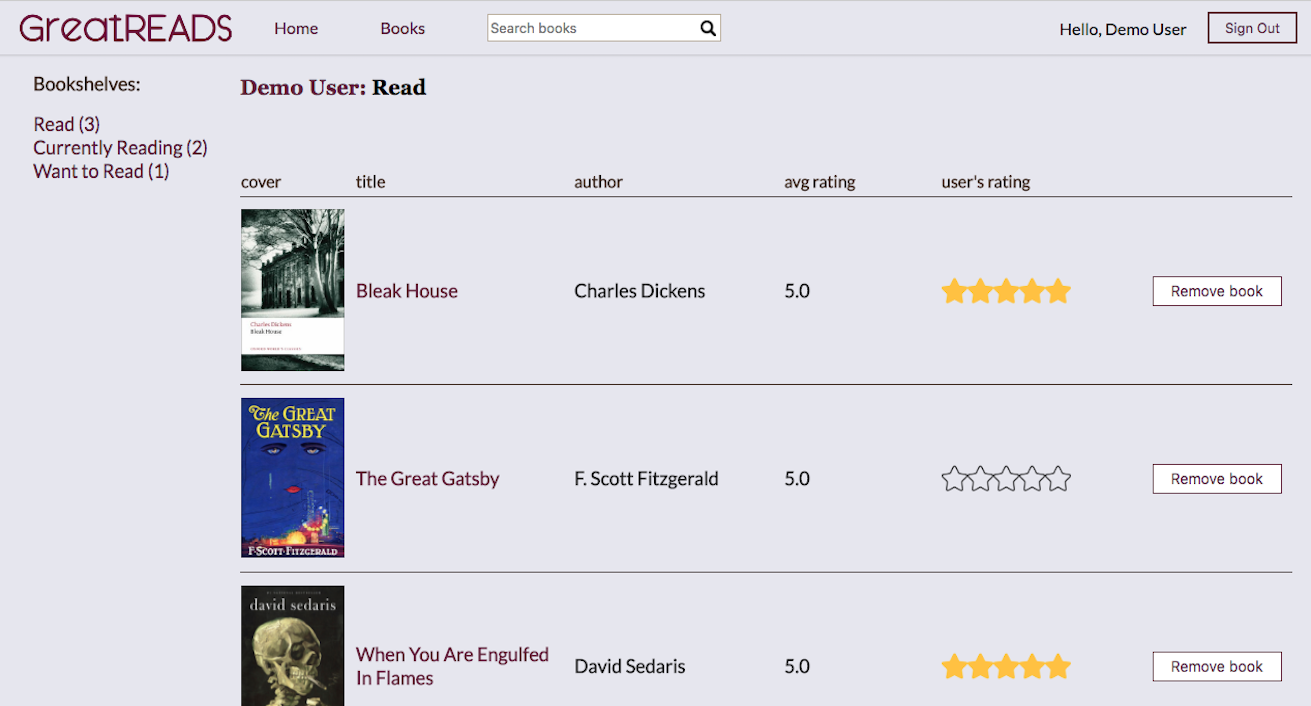 GreatREADS Home Books Search books Hello, Demo User Sign Out
Bookshelves:
Read (3)
Currently Reading (2)
Want to Read (1)
Demo User: Read
cover title author avg rating user's rating
Charles Dickens
Bleak House
Bleak House Charles Dickens 5.0 Remove book
The GREAT
GATSBY
F·SCOTT·FITZGERALD
The Great Gatsby F. Scott Fitzgerald 5.0 Remove book
david sedaris
When You Are Engulfed
In Flames
David Sedaris 5.0 Remove book